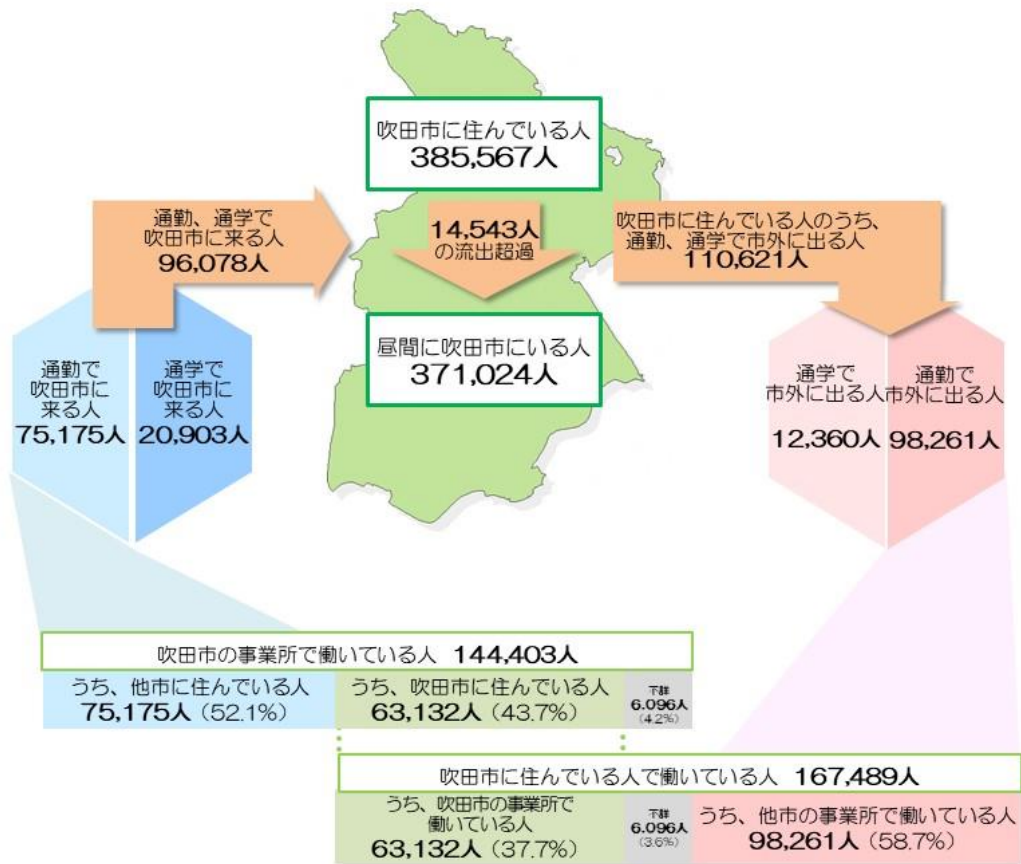 吹田市に住んでいる人
385,567人
通勤、通学で
吹田市に来る人
96,078人
14,543人
の流出超過
吹田市に住んでいる人のうち、
通勤、通学で市外に出る人
110,621人
昼間に吹田市にいる人
371,024人
通勤で
吹田市に
来る人
75,175人
通学で
吹田市に
来る人
20,903人
通学で
市外に出る人
12,360人
通勤で
市外に出る人
98,261人
吹田市の事業所で働いている人 144,403人
うち、他市に住んでいる人
75,175人（52.1%）
うち、吹田市に住んでいる人
63,132人（43.7%）
不詳
6.096人
(4.2%)
吹田市に住んでいる人で働いている人 167,489人
うち、吹田市の事業所で
働いている人
63,132人（37.7%）
不詳
6.096人
(3.6%)
うち、他市の事業所で働いている人
98,261人（58.7%）